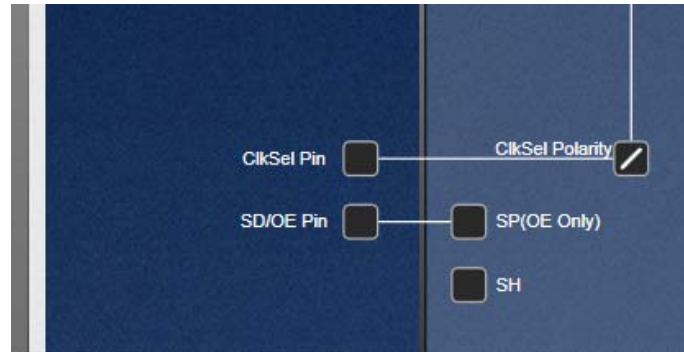 ClkSel Pin
ClkSel Polarity
SD/OE Pin
SP(OE Only)
SH